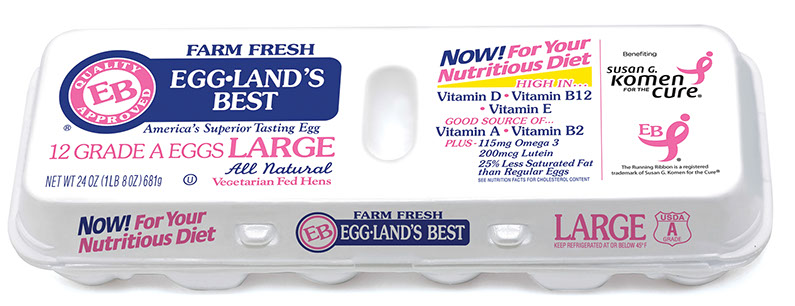 FARM FRESH
QUALITY
EB
APPROVED
®
EGG•LAND'S
BEST
America's Superior Tasting Egg
12 GRADE A EGGS LARGE
All Natural
NET WT 24 OZ (1LB 8 OZ) 681g
U
Vegetarian Fed Hens
NOW! For Your
Nutritious Diet
HIGH IN...
Vitamin D • Vitamin B12
• Vitamin E
GOOD SOURCE OF...
Vitamin A • Vitamin B2
PLUS - 115mg Omega 3
200mcg Lutein
25% Less Saturated Fat
than Regular Eggs
SEE NUTRITION FACTS FOR CHOLESTEROL CONTENT
Benefiting
SUSAN G.
Komen
FOR THE
cure®
EB
®
The Running Ribbon is a registered
trademark of Susan G. Komen for the Cure®
NOW! For Your
Nutritious Diet
FARM FRESH
EB
EGG•LAND'S BEST
LARGE
KEEP REFRIGERATED AT OR BELOW 45°F
USDA
A
GRADE